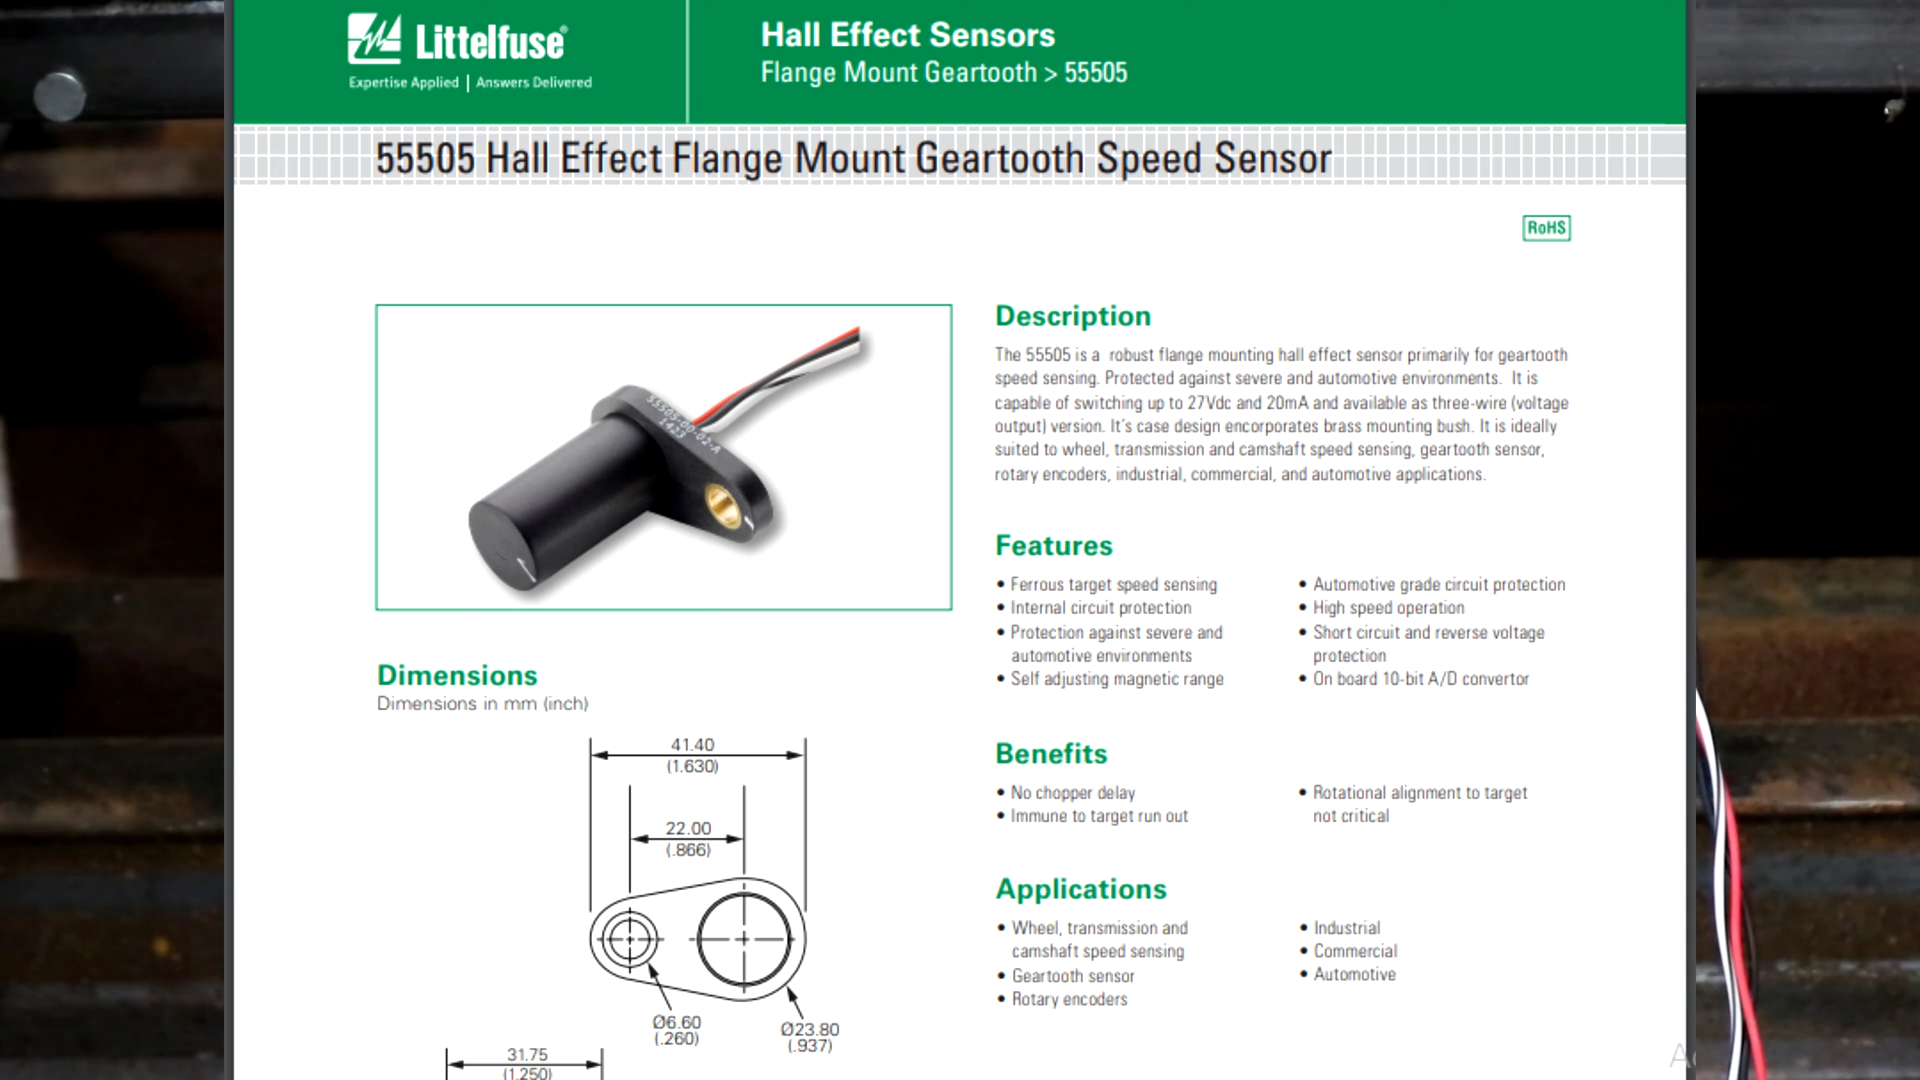 Littelfuse®
Expertise Applied | Answers Delivered
Hall Effect Sensors
Flange Mount Geartooth > 55505
55505 Hall Effect Flange Mount Geartooth Speed Sensor
RoHS
55505-00-02-A
1423
Description
The 55505 is a robust flange mounting hall effect sensor primarily for geartooth
speed sensing. Protected against severe and automotive environments. It is
capable of switching up to 27Vdc and 20mA and available as three-wire (voltage
output) version. It's case design encorporates brass mounting bush. It is ideally
suited to wheel, transmission and camshaft speed sensing, geartooth sensor,
rotary encoders, industrial, commercial, and automotive applications.
Features
• Ferrous target speed sensing
• Internal circuit protection
• Protection against severe and
automotive environments
• Self adjusting magnetic range
• Automotive grade circuit protection
• High speed operation
• Short circuit and reverse voltage
protection
• On board 10-bit A/D convertor
Benefits
• No chopper delay
• Immune to target run out
• Rotational alignment to target
not critical
Applications
• Wheel, transmission and
camshaft speed sensing
• Geartooth sensor
• Rotary encoders
• Industrial
• Commercial
• Automotive
Dimensions
Dimensions in mm (inch)
41.40
(1.630)
22.00
(.866)
Ø6.60
(.260)
Ø23.80
(.937)
31.75
(1.250)